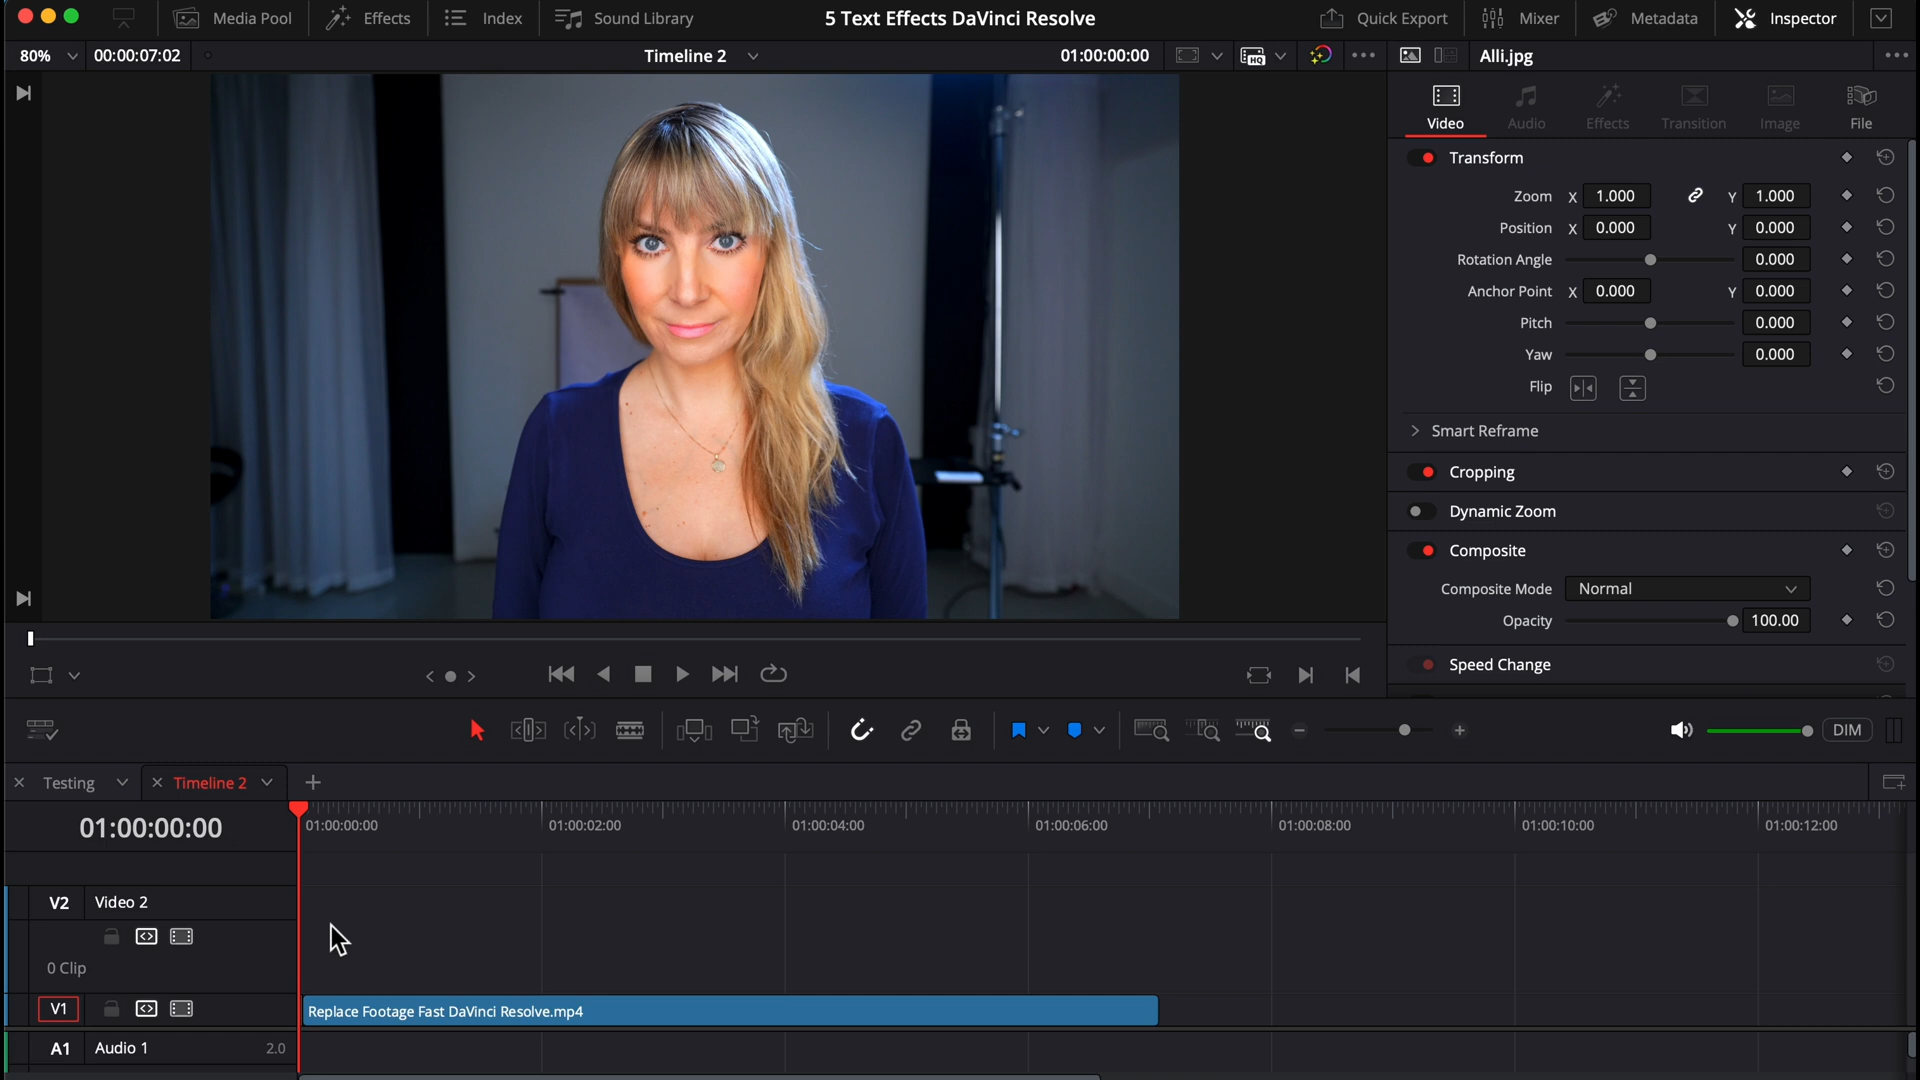 Media Pool Effects Index Sound Library 5 Text Effects DaVinci Resolve Quick Export Mixer Metadata Inspector
80% 00:00:07:02 Timeline 2 01:00:00:00 HQ Alli.jpg
Video Audio Effects Transition Image File
Transform
Zoom X 1.000 Y 1.000
Position X 0.000 Y 0.000
Rotation Angle 0.000
Anchor Point X 0.000 Y 0.000
Pitch 0.000
Yaw 0.000
Flip
Smart Reframe
Cropping
Dynamic Zoom
Composite
Composite Mode Normal
Opacity 100.00
Speed Change
DIM
Testing Timeline 2
01:00:00:00 01:00:00:00 01:00:02:00 01:00:04:00 01:00:06:00 01:00:08:00 01:00:10:00 01:00:12:00
V2 Video 2
0 Clip
V1 Replace Footage Fast DaVinci Resolve.mp4
A1 Audio 1 2.0